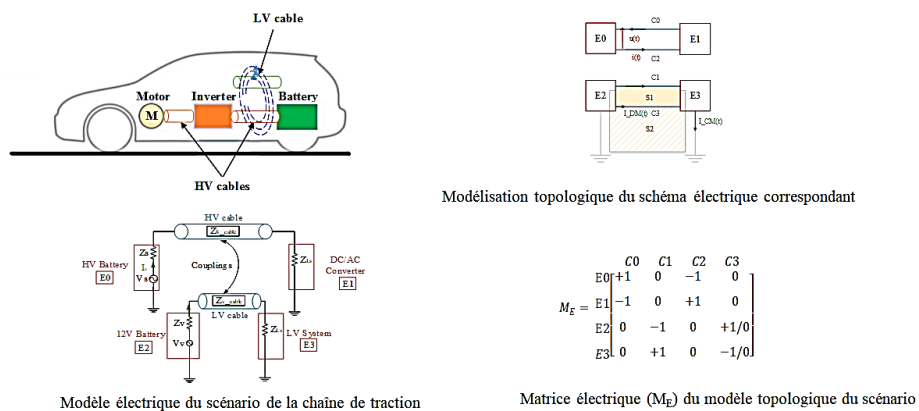 LV cable
Motor
Inverter
Battery
M
HV cables
C0
E0
u(t)
E1
i(t)
C2
C1
E2
S1
E3
I_DM(t)
C3
I_CM(t)
S2
Modélisation topologique du schéma électrique correspondant
HV cable
HV Battery
E0
Vs
Couplings
DC/AC
Converter
E1
12V Battery
E2
Zv
Vv
LV cable
LV System
E3
Modèle électrique du scénario de la chaîne de traction
C0 C1 C2 C3
E0 +1 0 -1 0
M_E = E1 -1 0 +1 0
E2 0 -1 0 +1/0
E3 0 +1 0 -1/0
Matrice électrique (M_E) du modèle topologique du scénario